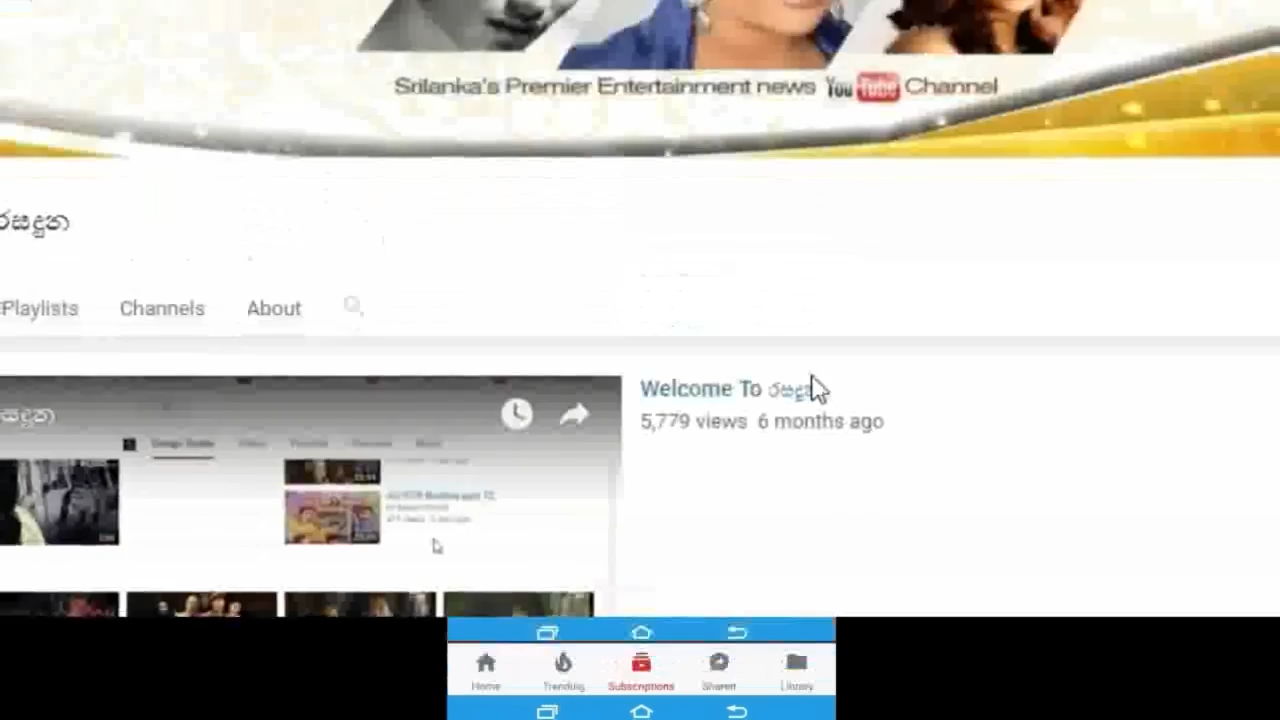 Srilanka's Premier Entertainment news You Tube Channel
රසදුන
Playlists Channels About
Welcome To
5,779 views 6 months ago
සදුන
Home Trending Subscriptions Shared Library